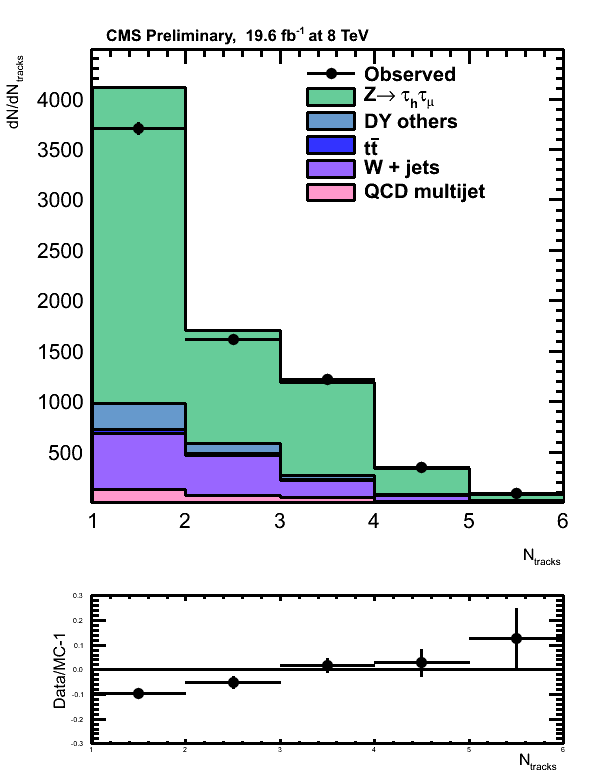 CMS Preliminary, 19.6 fb-1 at 8 TeV
dN/dNtracks
Observed
Z→ τhτμ
DY others
tt̄
W + jets
QCD multijet
4000
3500
3000
2500
2000
1500
1000
500
1 2 3 4 5 6
Ntracks
Data/MC-1
0.3
0.2
0.1
0.0
-0.1
-0.2
-0.3
1 2 3 4 5 6
Ntracks